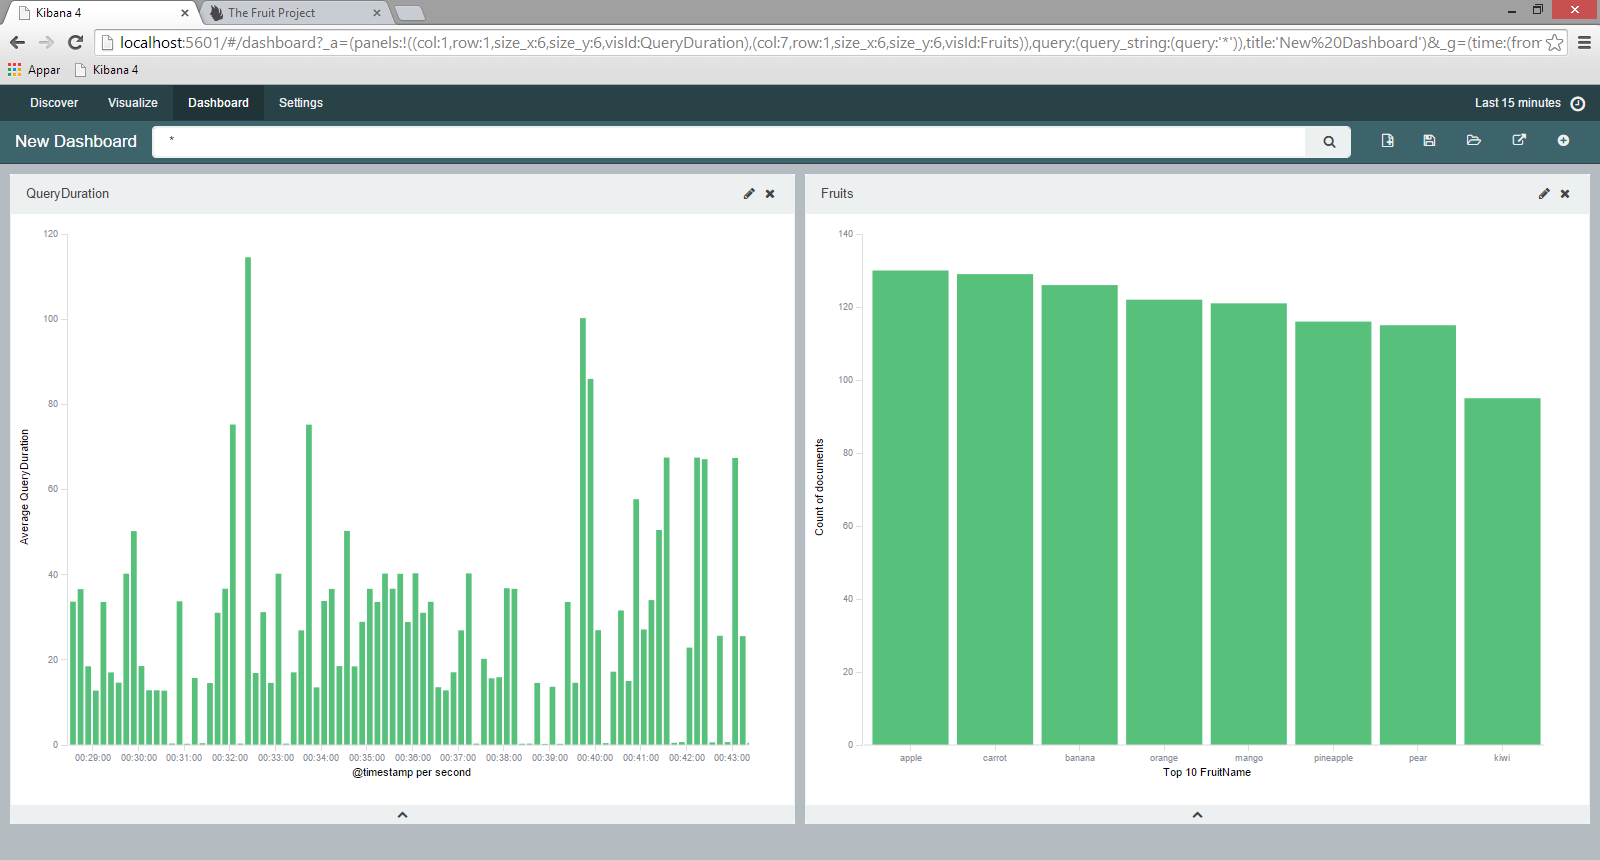 Kibana 4
The Fruit Project
localhost:5601/#/dashboard?_a=(panels:!((col:1,row:1,size_x:6,size_y:6,visId:QueryDuration),(col:7,row:1,size_x:6,size_y:6,visId:Fruits)),query:(query_string:(query:'*')),title:'New%20Dashboard')&_g=(time:(from
Appar
Kibana 4
Discover Visualize Dashboard Settings Last 15 minutes
New Dashboard *
QueryDuration
120
100
80
60
40
20
0
Average QueryDuration
00:29:00 00:30:00 00:31:00 00:32:00 00:33:00 00:34:00 00:35:00 00:36:00 00:37:00 00:38:00 00:39:00 00:40:00 00:41:00 00:42:00 00:43:00
@timestamp per second
Fruits
140
120
100
80
60
40
20
0
Count of documents
apple carrot banana orange mango pineapple pear kiwi
Top 10 FruitName